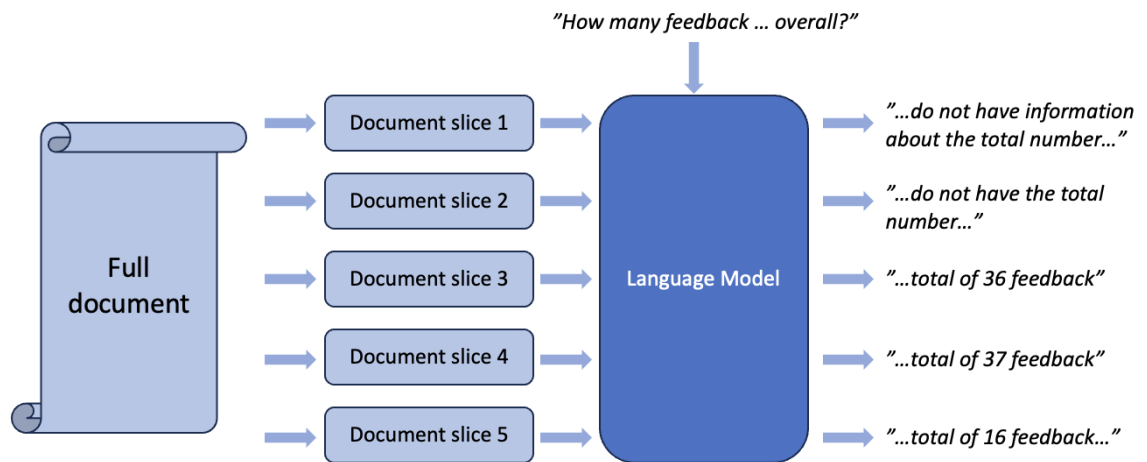 ”How many feedback … overall?”
Full
document
Document slice 1
Document slice 2
Document slice 3
Document slice 4
Document slice 5
Language Model
”…do not have information
about the total number…”
”…do not have the total
number…”
”…total of 36 feedback”
”…total of 37 feedback”
”…total of 16 feedback…”